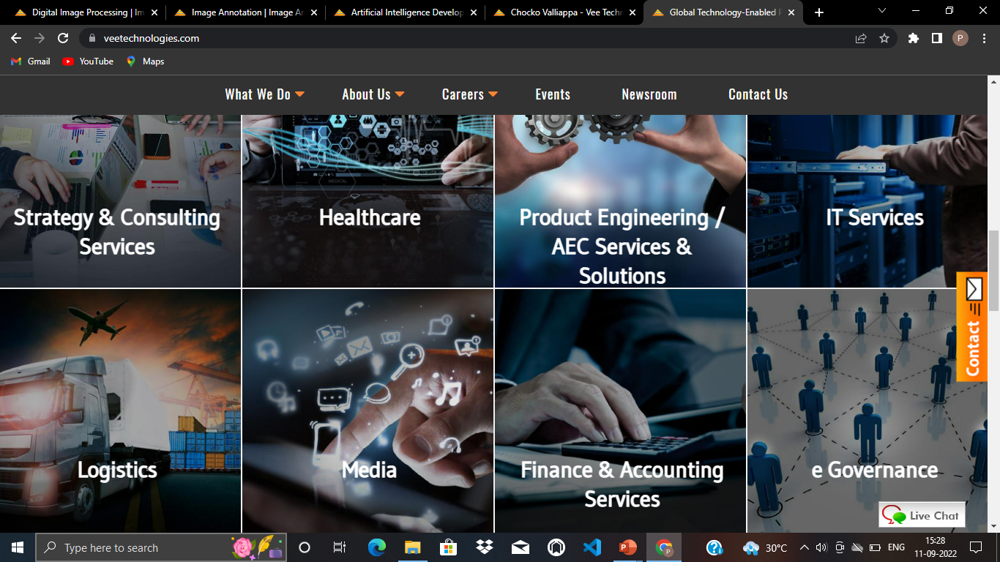 Digital Image Processing | Im
Image Annotation | Image An
Artificial Intelligence Develop
Chocko Valliappa - Vee Techn
Global Technology-Enabled P
veetechnologies.com
P
Gmail
YouTube
Maps
What We Do
About Us
Careers
Events
Newsroom
Contact Us
Strategy & Consulting
Services
Healthcare
Product Engineering /
AEC Services &
Solutions
IT Services
MEDICAL
Contact
Logistics
Media
Finance & Accounting
Services
e Governance
Live Chat
Type here to search
30°C
ENG
15:28
11-09-2022